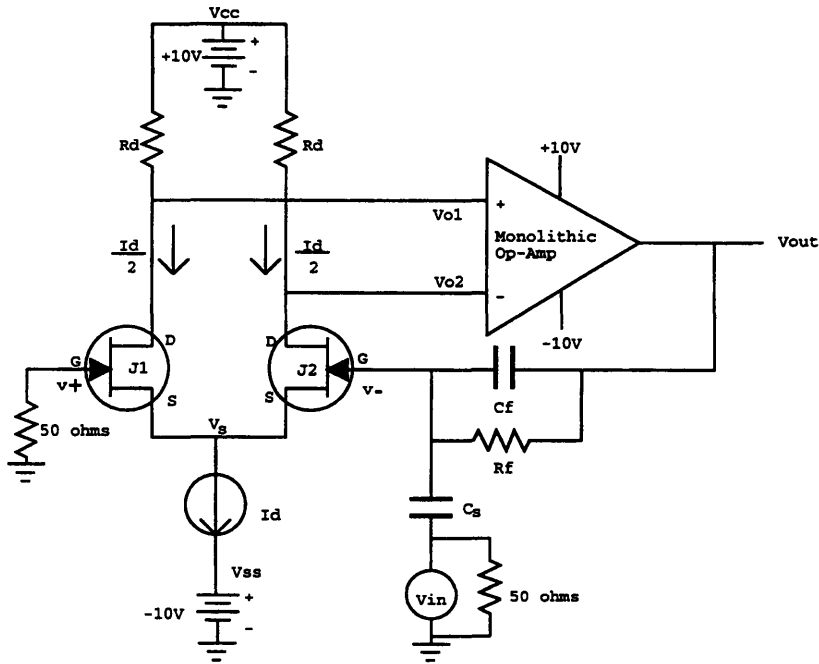 Vcc
+10V
+
-
Rd
Rd
+10V
Vo1
+
Monolithic
Op-Amp
Vout
Id
2
Id
2
Vo2
-
-10V
D
D
G
J1
J2
G
v+
v-
S
S
Cf
50 ohms
Vs
Rf
Id
Cs
Vss
+
-10V
-
Vin
50 ohms